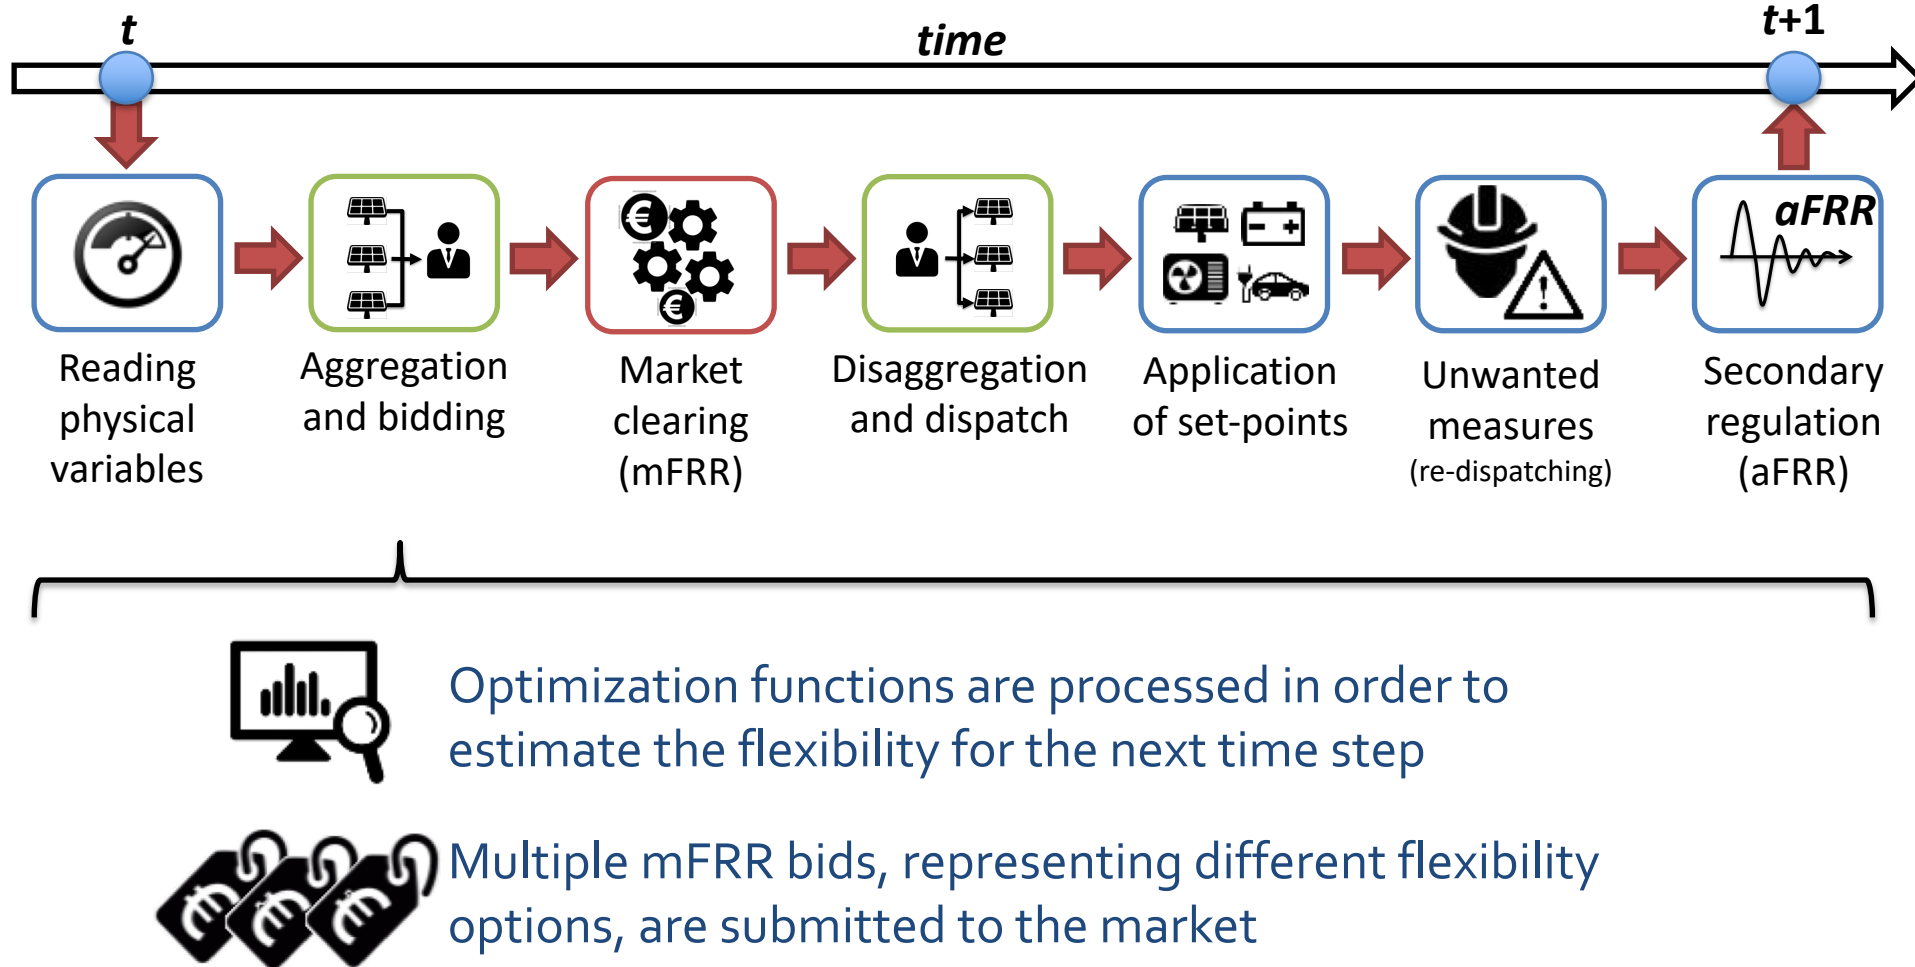 t
time
t+1
aFRR
Reading
physical
variables
Aggregation
and bidding
Market
clearing
(mFRR)
Disaggregation
and dispatch
Application
of set-points
Unwanted
measures
(re-dispatching)
Secondary
regulation
(aFRR)
Optimization functions are processed in order to
estimate the flexibility for the next time step
Multiple mFRR bids, representing different flexibility
options, are submitted to the market